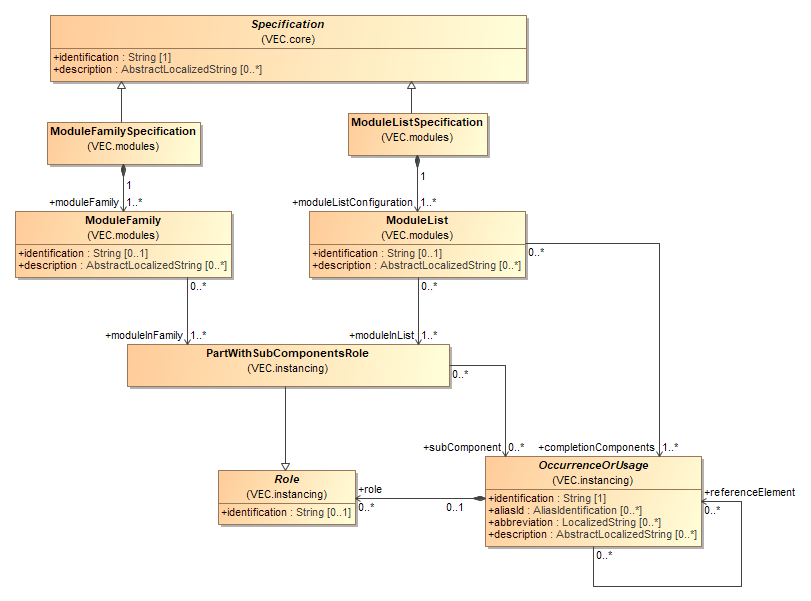 Specification
(VEC.core)
+identification : String [1]
+description : AbstractLocalizedString [0..*]
ModuleFamilySpecification
(VEC.modules)
ModuleListSpecification
(VEC.modules)
1
+moduleFamily 1..*
1
+moduleListConfiguration 1..*
ModuleFamily
(VEC.modules)
+identification : String [0..1]
+description : AbstractLocalizedString [0..*]
ModuleList
(VEC.modules)
+identification : String [0..1]
+description : AbstractLocalizedString [0..*]
0..*
0..*
0..*
+moduleInFamily 1..*
+moduleInList 1..*
PartWithSubComponentsRole
(VEC.instancing)
0..*
+subComponent 0..*
+completionComponents 1..*
Role
(VEC.instancing)
+identification : String [0..1]
+role
0..*
0..1
OccurrenceOrUsage
(VEC.instancing)
+identification : String [1]
+aliasId : AliasIdentification [0..*]
+abbreviation : LocalizedString [0..*]
+description : AbstractLocalizedString [0..*]
+referenceElement
0..*
0..*